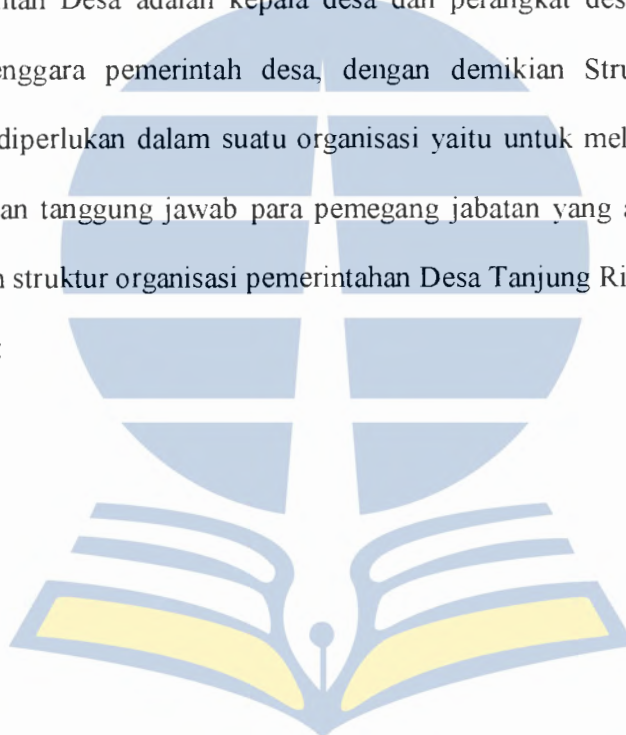 ntah Desa adalah kepala desa dan perangkat des
enggara pemerintah desa, dengan demikian Stru
diperlukan dalam suatu organisasi yaitu untuk mel
an tanggung jawab para pemegang jabatan yang a
struktur organisasi pemerintahan Desa Tanjung Ri